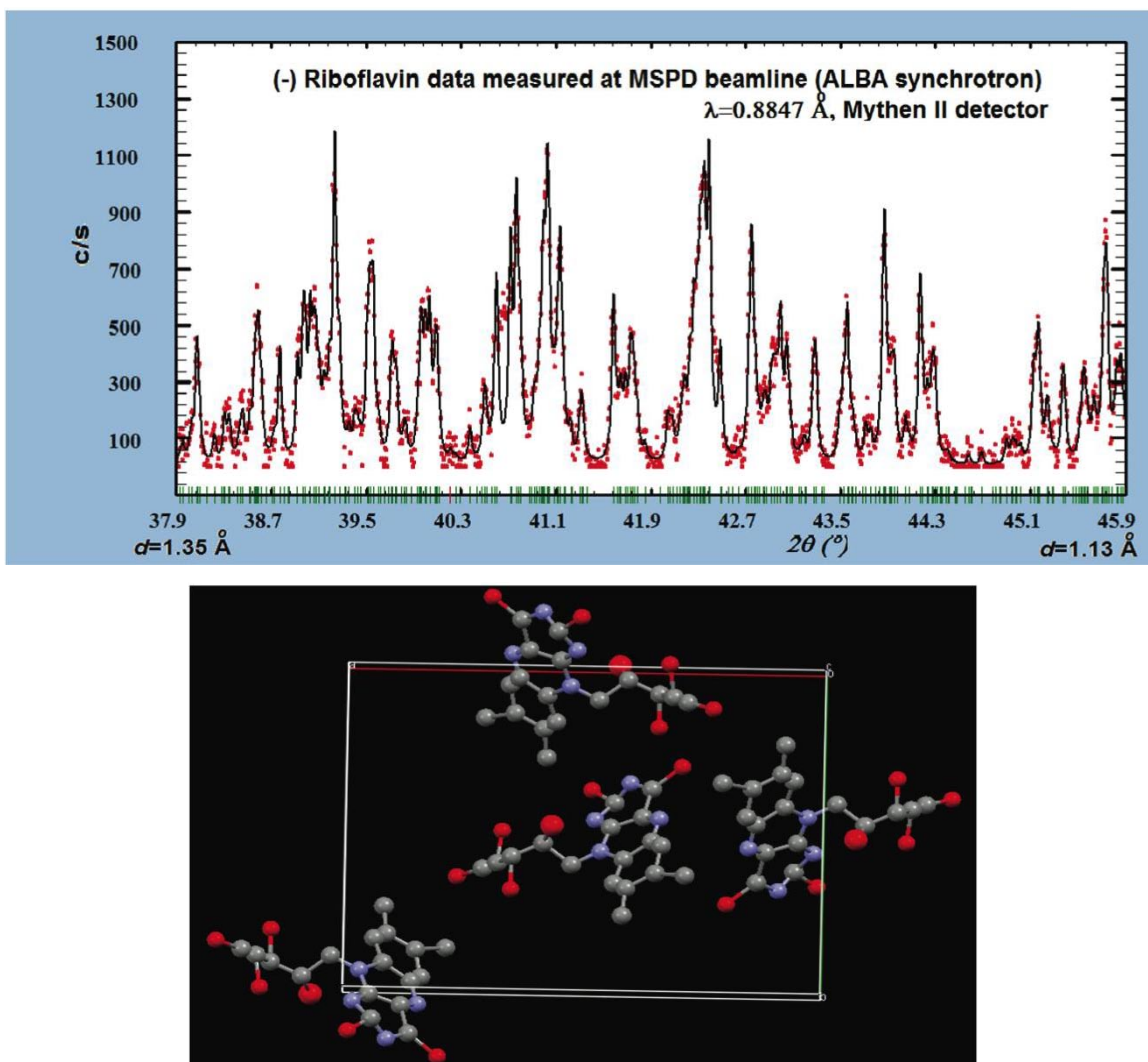 1500
(-) Riboflavin data measured at MSPD beamline (ALBA synchrotron)
λ=0.8847 Å, Mythen II detector
1300
1100
900
c/s
700
500
300
100
37.9 38.7 39.5 40.3 41.1 41.9 42.7 43.5 44.3 45.1 45.9
d=1.35 Å 2θ (°) d=1.13 Å
a
c
o
b